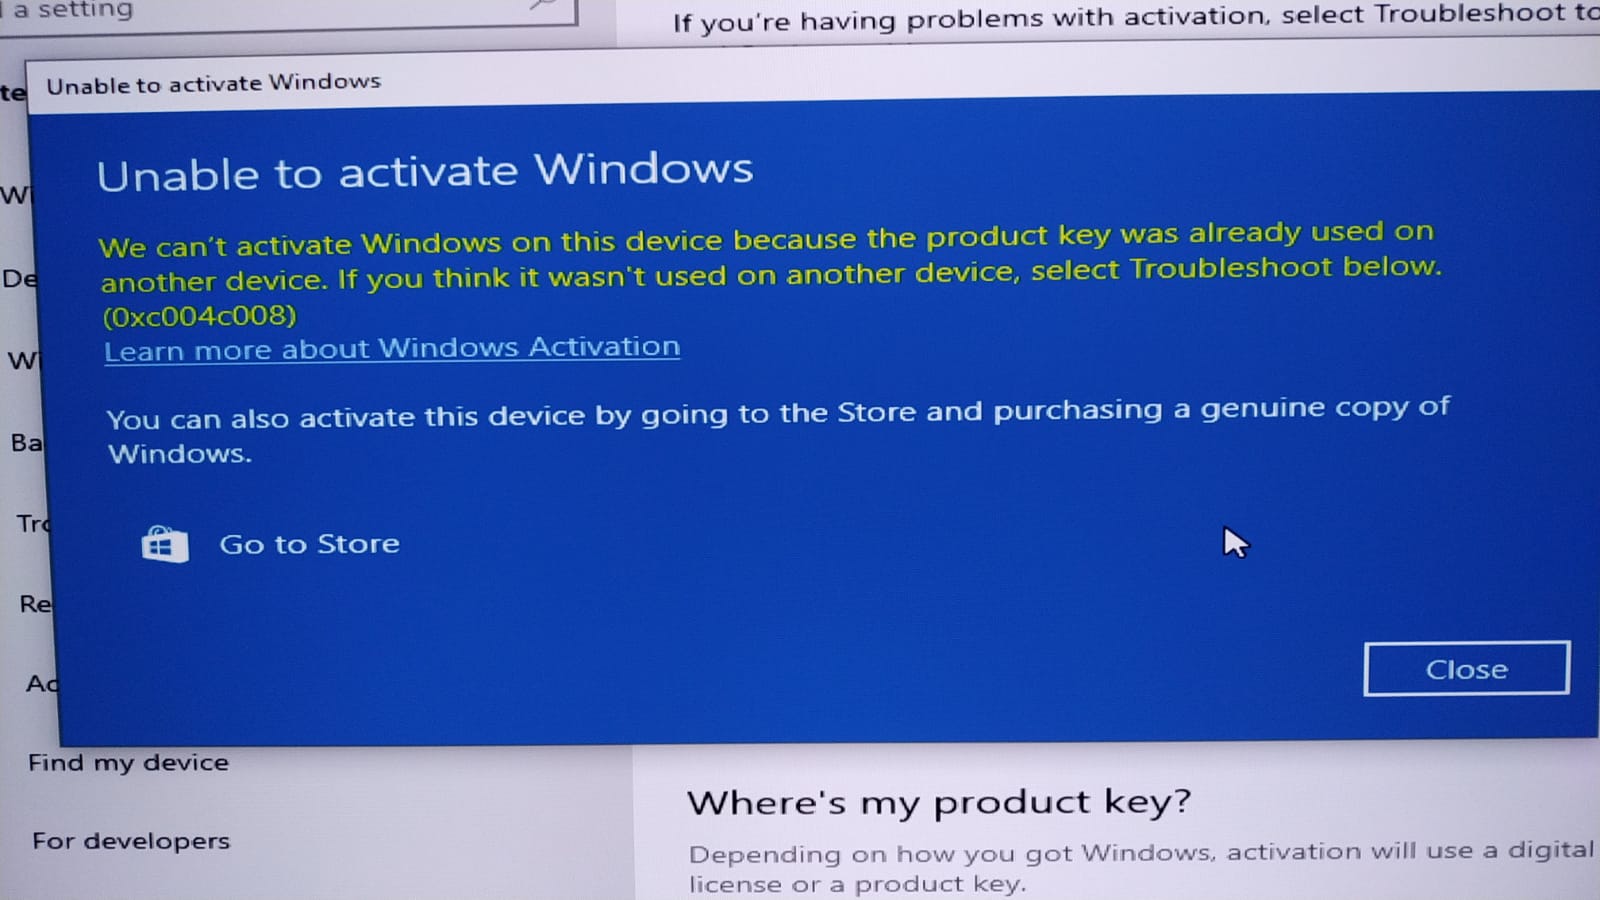 a setting
If you're having problems with activation, select Troubleshoot to
Unable to activate Windows
Unable to activate Windows
We can't activate Windows on this device because the product key was already used on
another device. If you think it wasn't used on another device, select Troubleshoot below.
(0xc004c008)
Learn more about Windows Activation
You can also activate this device by going to the Store and purchasing a genuine copy of
Windows.
Go to Store
Close
te
Wi
De
Wi
Ba
Tro
Re
Ac
Find my device
For developers
Where's my product key?
Depending on how you got Windows, activation will use a digital
license or a product key.